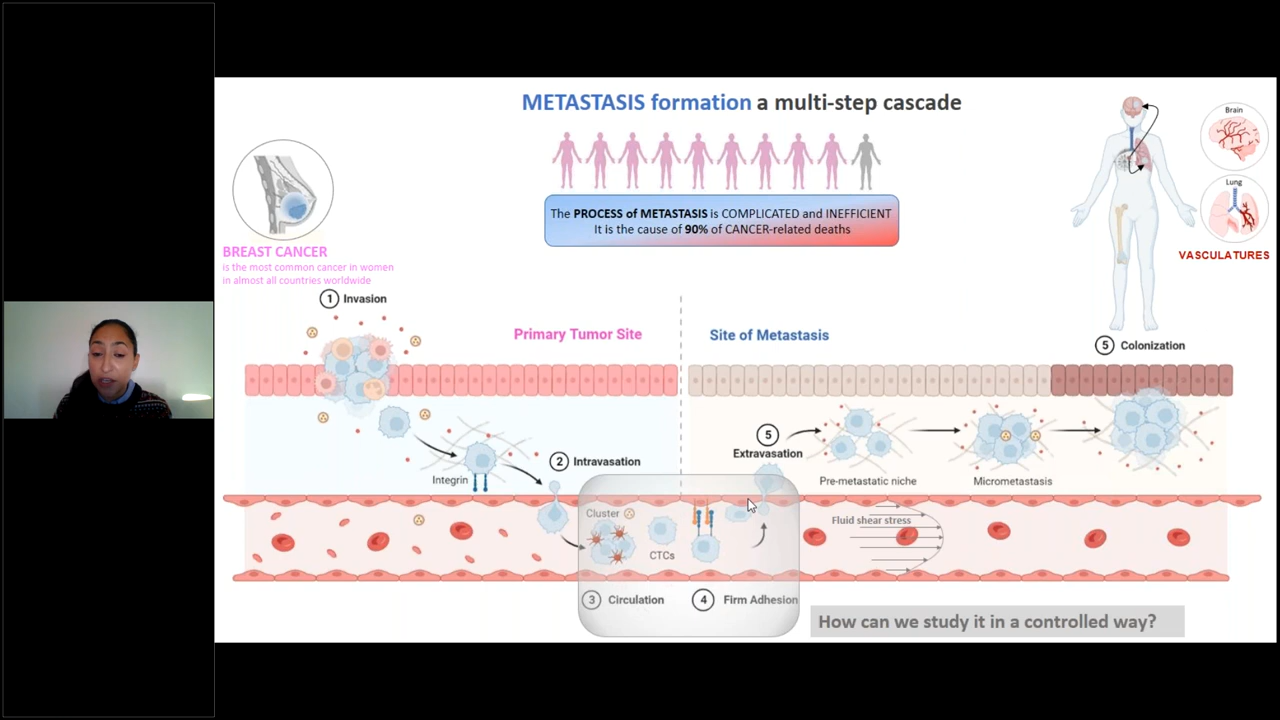 METASTASIS formation a multi-step cascade
Brain
The PROCESS of METASTASIS is COMPLICATED and INEFFICIENT
It is the cause of 90% of CANCER-related deaths
Lung
VASCULATURES
BREAST CANCER
is the most common cancer in women
in almost all countries worldwide
1 Invasion
Primary Tumor Site
Site of Metastasis
5 Colonization
5
Extravasation
2 Intravasation
Integrin
Pre-metastatic niche
Micrometastasis
Cluster
CTCs
Fluid shear stress
3 Circulation
4 Firm Adhesion
How can we study it in a controlled way?